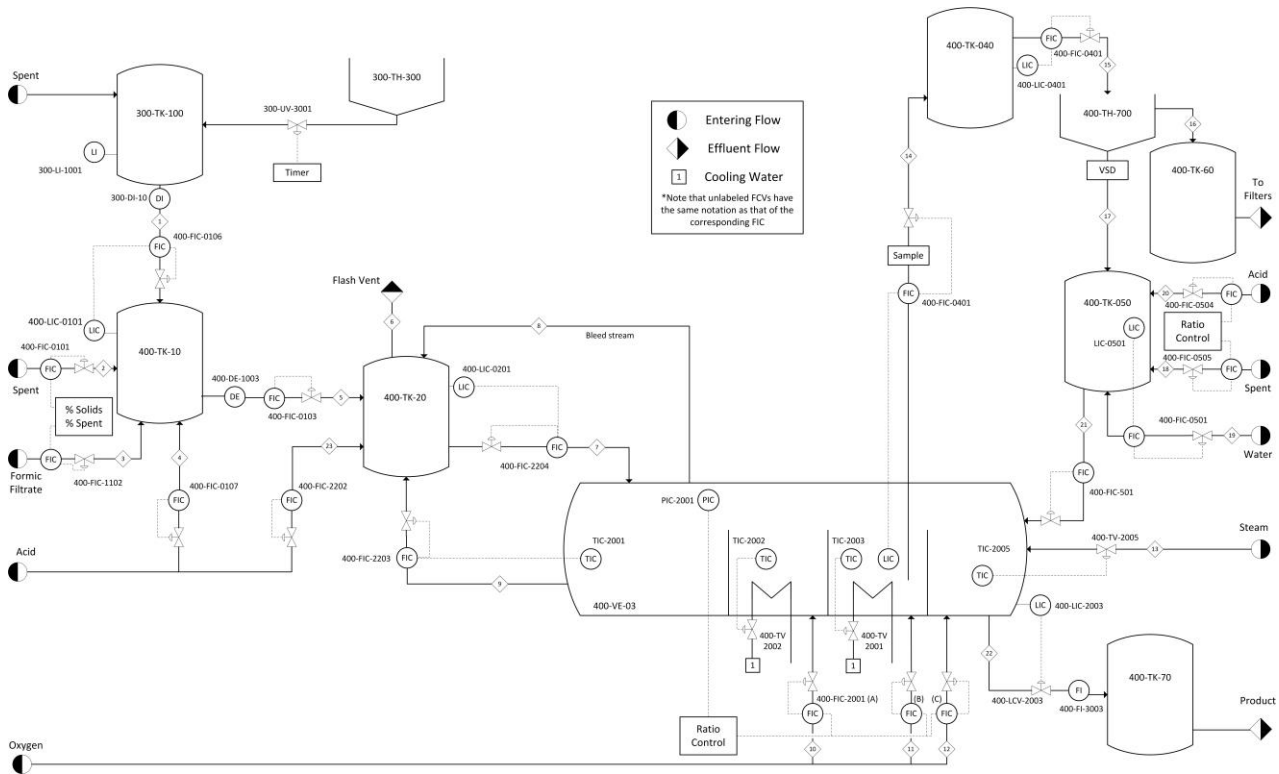 Spent
300-TK-100
300-LI-1001
LI
300-DI-10
DI
1
300-UV-3001
Timer
300-TH-300
Entering Flow
Effluent Flow
1
Cooling Water
*Note that unlabeled FCVs have
the same notation as that of the
corresponding FIC
400-TK-040
LIC
400-LIC-0401
FIC
400-FIC-0401
15
400-TH-700
VSD
16
17
400-TK-60
To
Filters
14
Sample
FIC
400-FIC-0401
FIC
400-FIC-0106
400-LIC-0101
LIC
400-TK-10
400-FIC-0101
FIC
2
Spent
% Solids
% Spent
Formic
Filtrate
FIC
3
400-FIC-1102
4
FIC
400-FIC-0107
Acid
400-DE-1003
DE
FIC
400-FIC-0103
5
23
400-FIC-2202
FIC
Flash Vent
6
8
Bleed stream
400-TK-20
400-LIC-0201
LIC
FIC
400-FIC-2204
7
400-FIC-2203
FIC
9
400-TK-050
LIC
LIC-0501
20
FIC
Acid
400-FIC-0504
Ratio
Control
400-FIC-0505
18
FIC
Spent
400-FIC-0501
FIC
19
Water
21
FIC
400-FIC-501
PIC-2001
PIC
TIC-2001
TIC
400-VE-03
TIC-2002
TIC
TIC-2003
TIC
LIC
TIC-2005
TIC
400-TV
2002
1
400-TV
2001
1
400-TV-2005
13
Steam
LIC
400-LIC-2003
22
400-LCV-2003
FI
400-FI-3003
400-TK-70
Product
400-FIC-2001 (A)
(B)
(C)
FIC
FIC
FIC
Ratio
Control
10
11
12
Oxygen